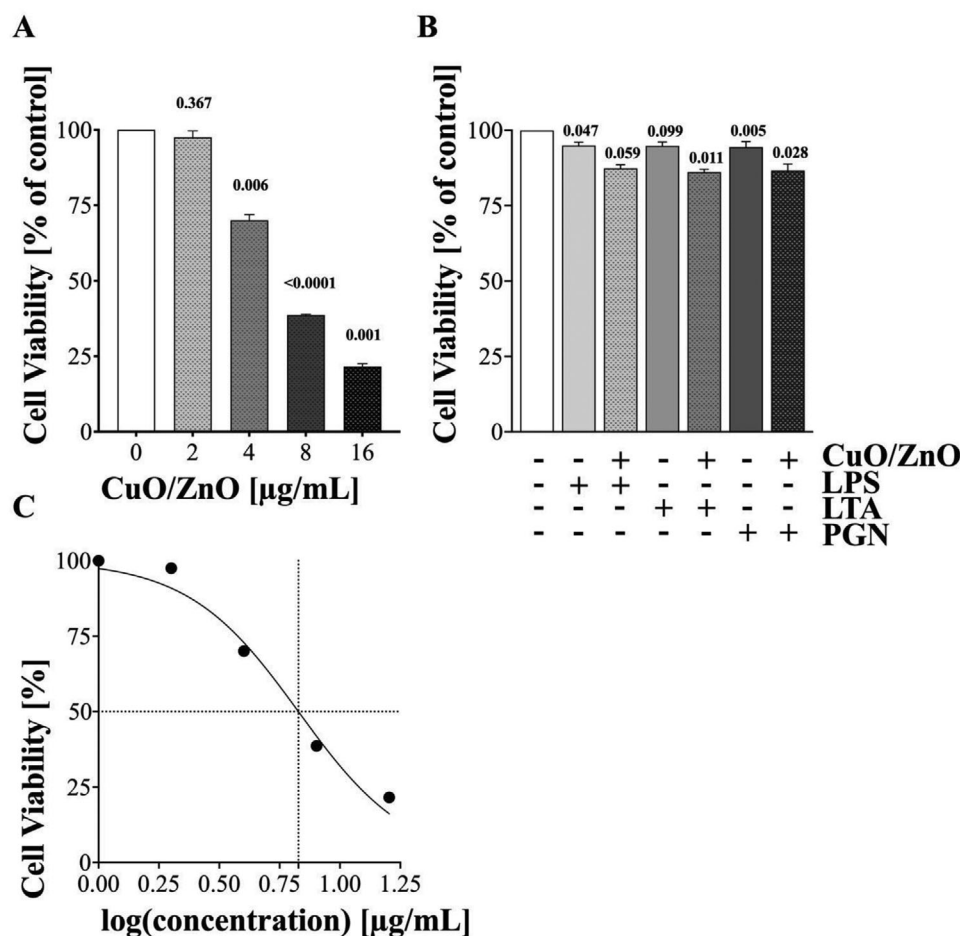 A
Cell Viability [% of control]
100
75
50
25
0
0.367
0.006
<0.0001
0.001
0 2 4 8 16
CuO/ZnO [µg/mL]
B
Cell Viability [% of control]
100
75
50
25
0
0.047 0.059 0.099 0.011 0.005 0.028
- - + - + - + CuO/ZnO
- + + - - - - LPS
- - - + + - - LTA
- - - - - + + PGN
C
Cell Viability [%]
100
75
50
25
0
0.00 0.25 0.50 0.75 1.00 1.25
log(concentration) [µg/mL]